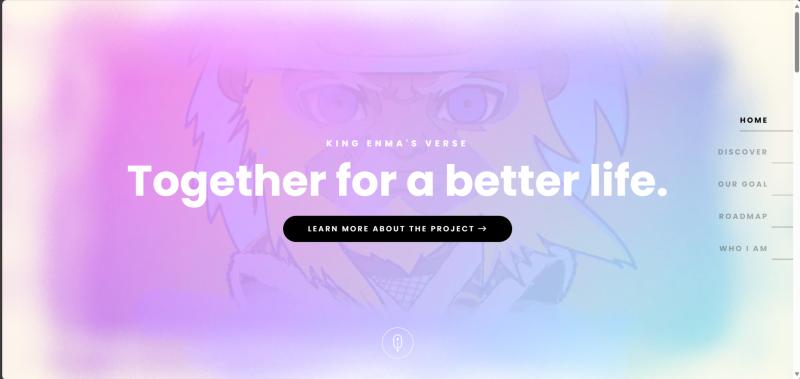 KING ENMA'S VERSE
Together for a better life.
LEARN MORE ABOUT THE PROJECT →
HOME
DISCOVER
OUR GOAL
ROADMAP
WHO I AM